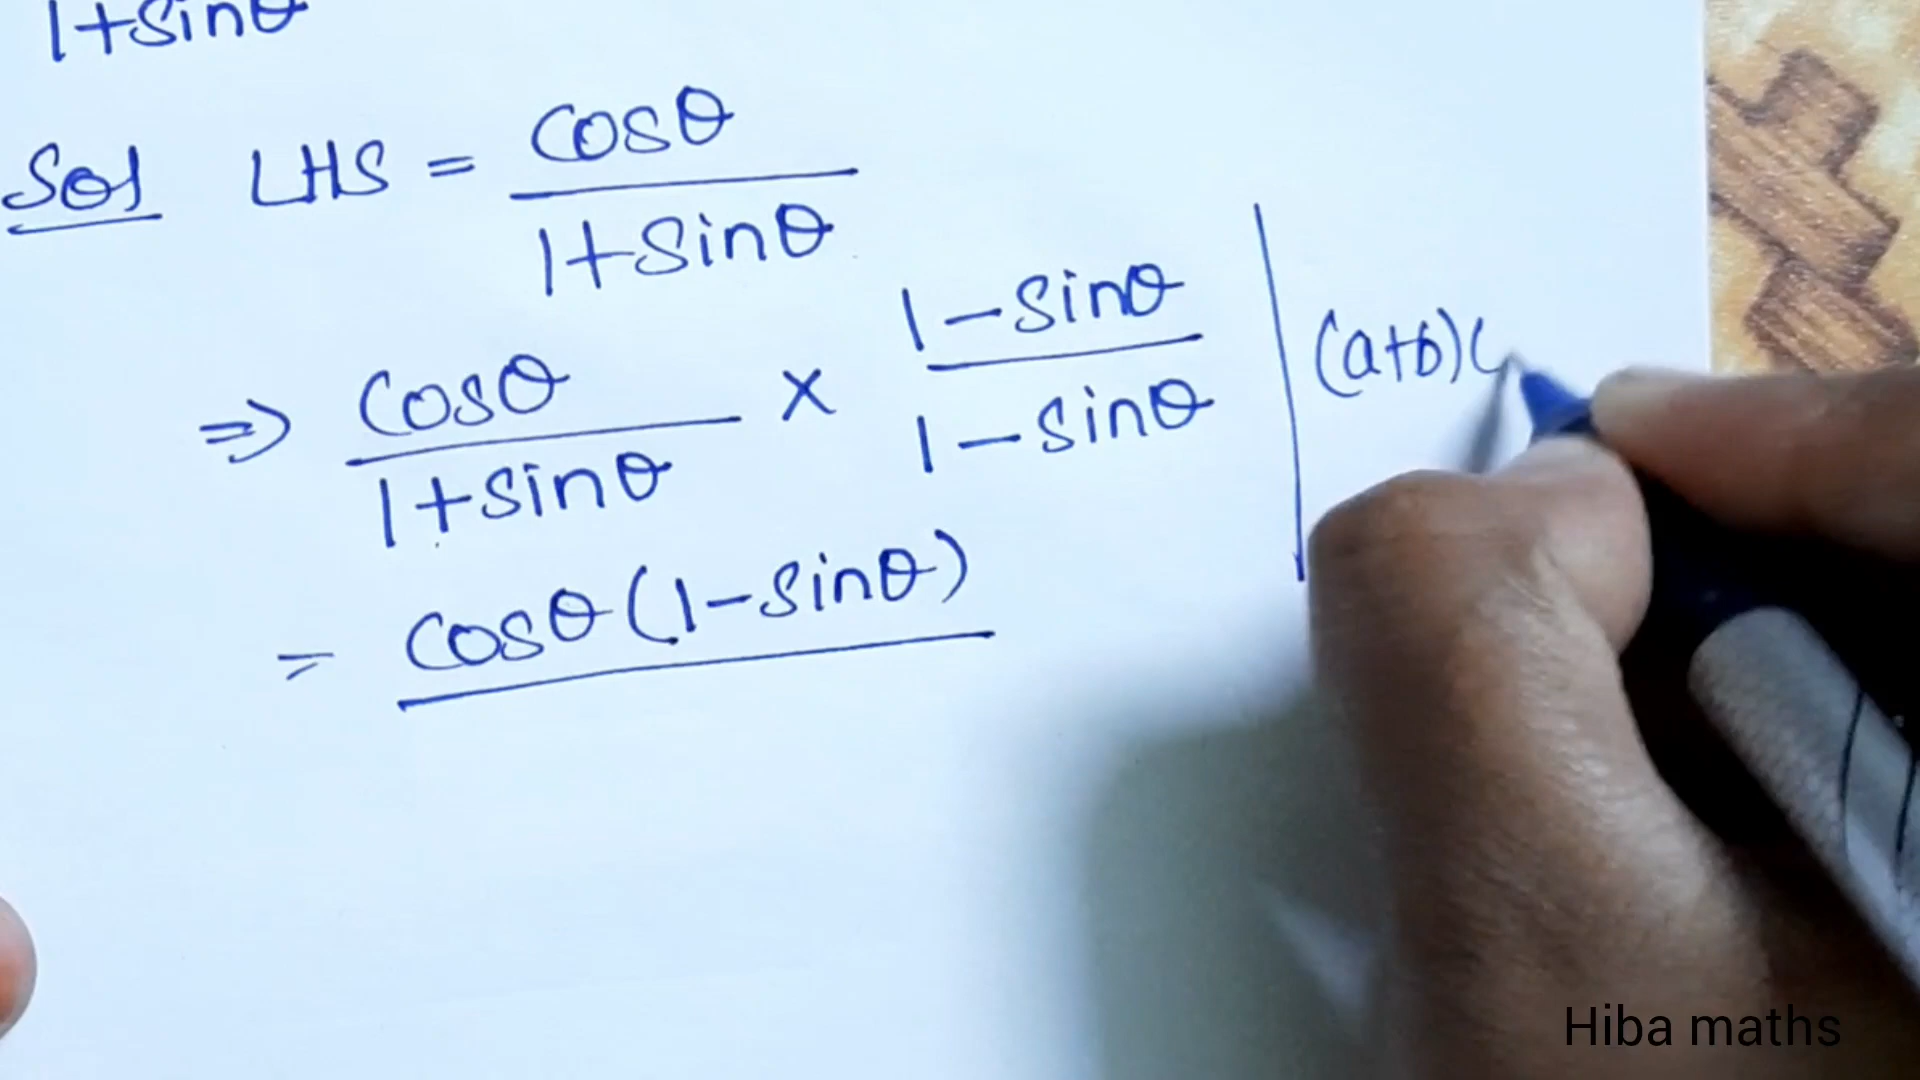 1+sinθ
Sol LHS = cosθ / 1+sinθ
⇒ cosθ / 1+sinθ × 1-sinθ / 1-sinθ
(a+b)(
= cosθ(1-sinθ)
Hiba maths